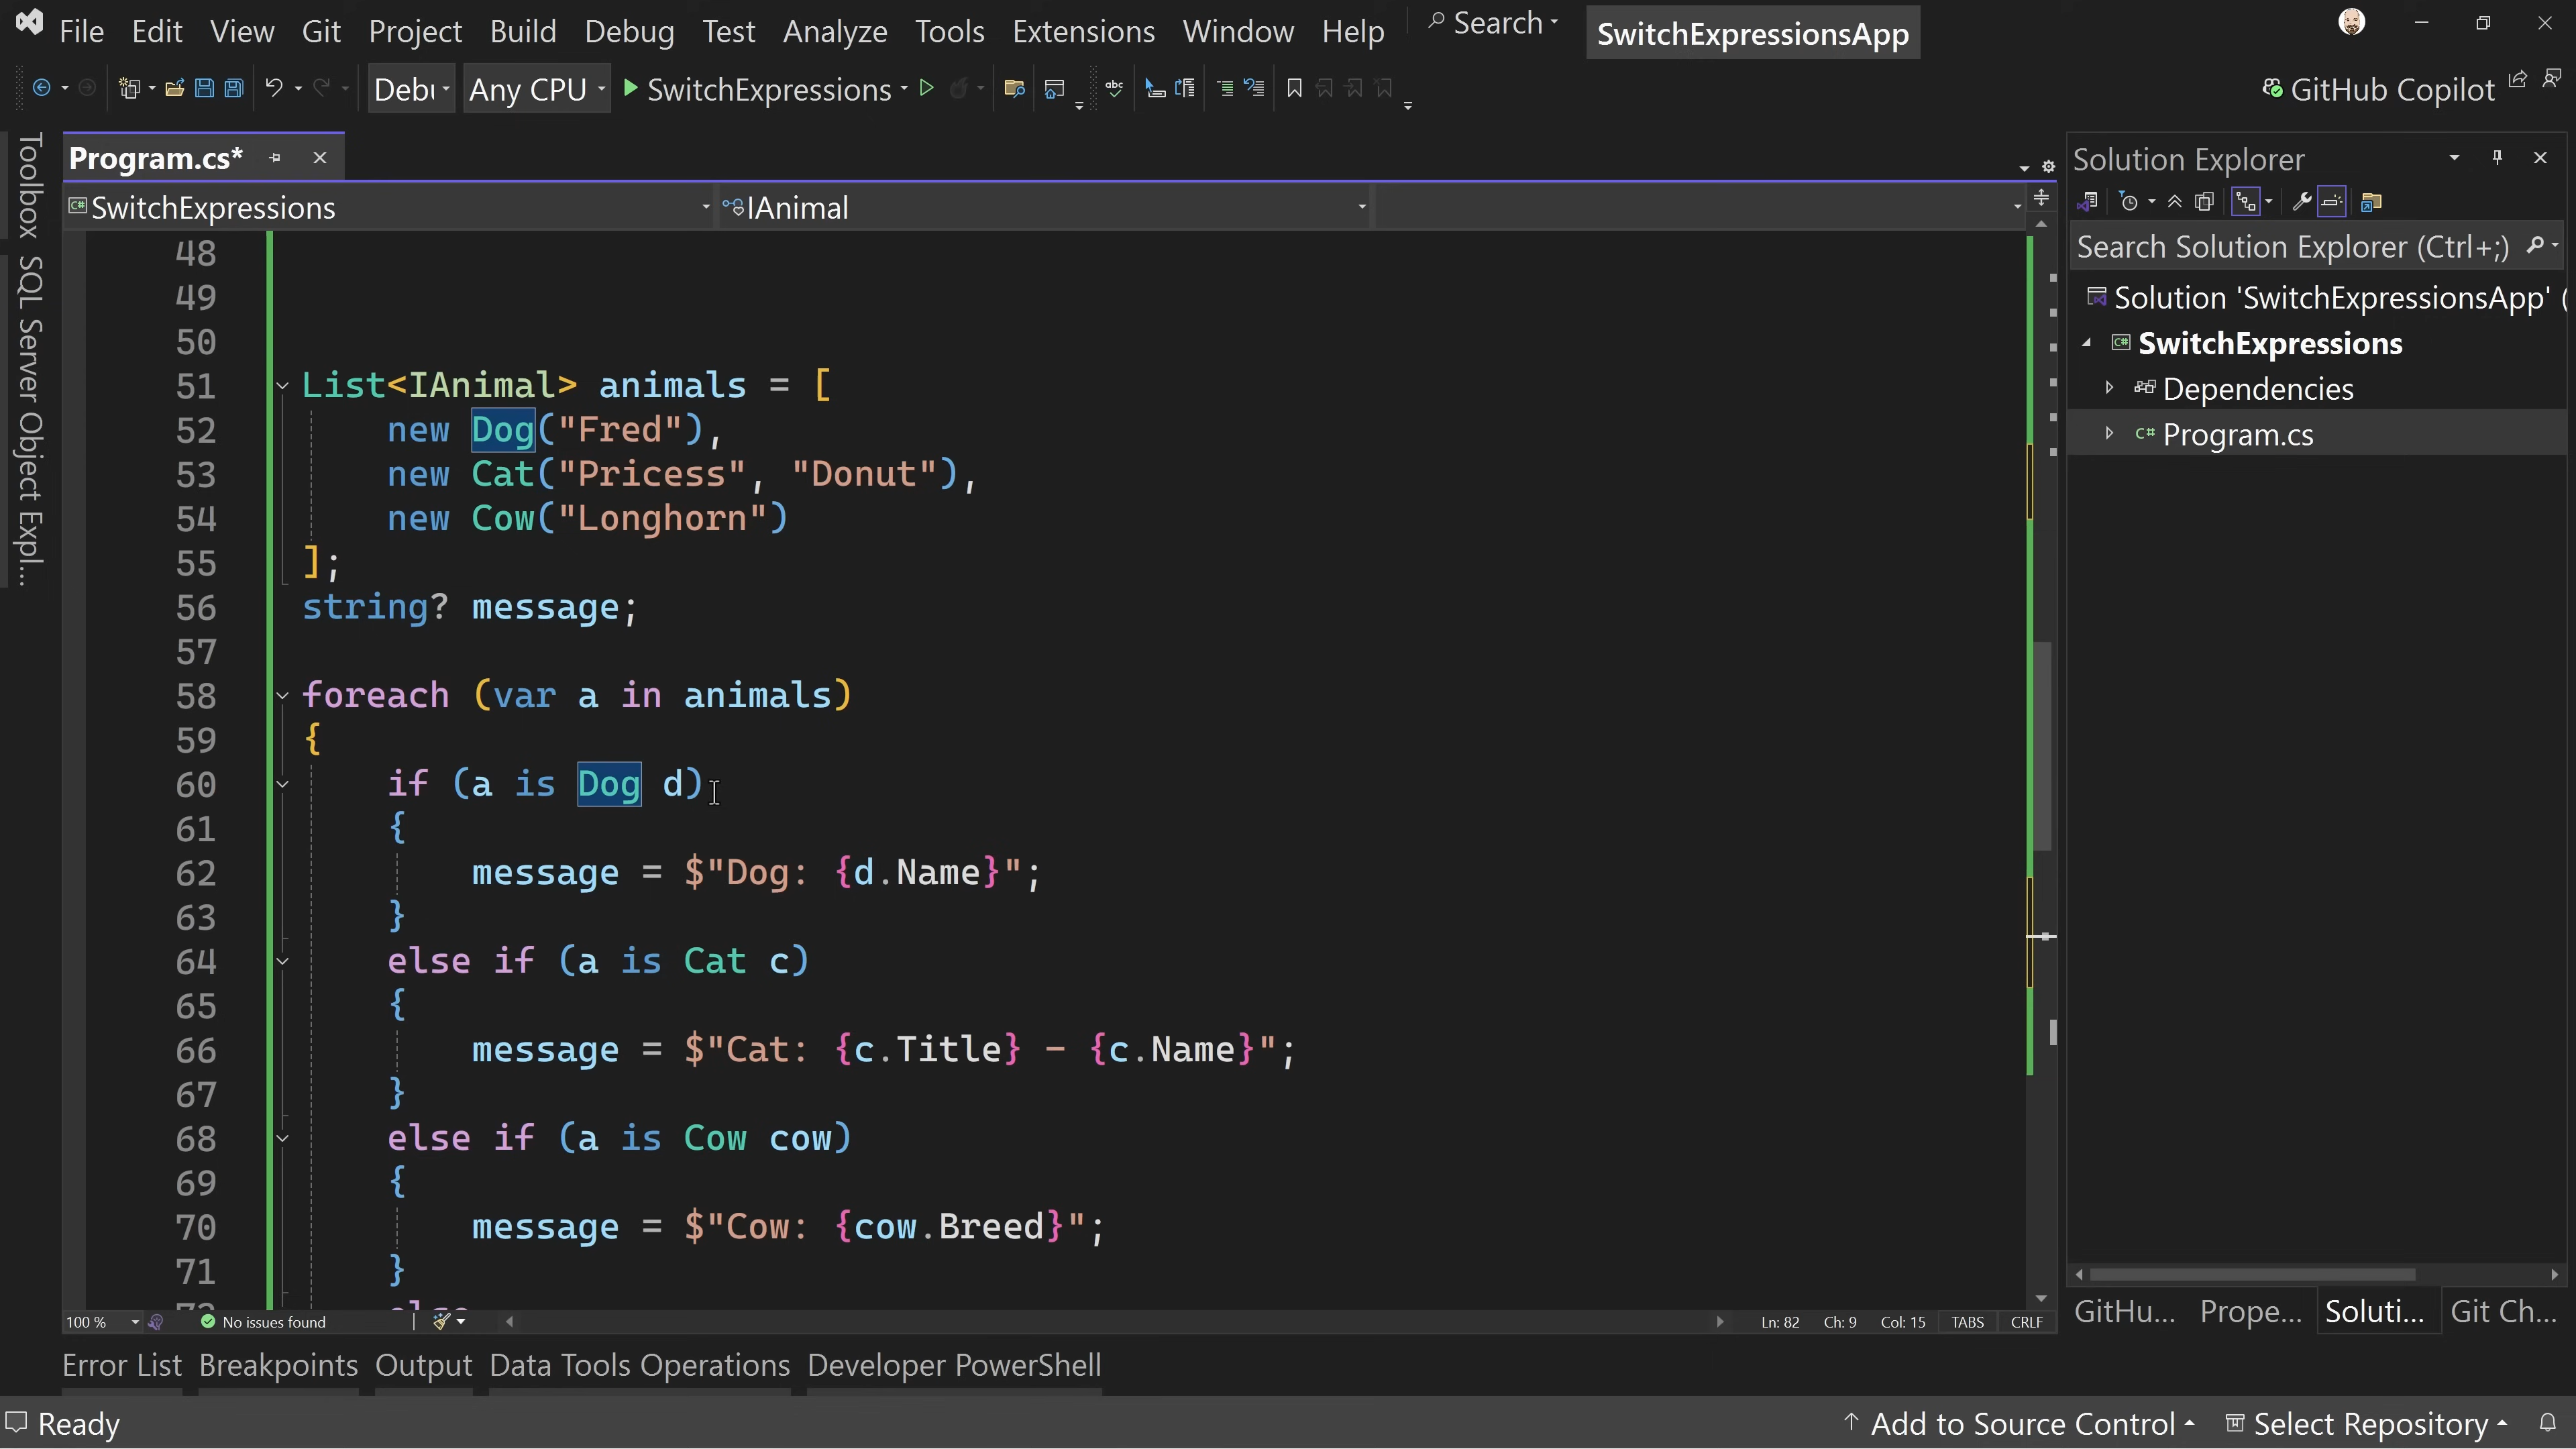 File Edit View Git Project Build Debug Test Analyze Tools Extensions Window Help Search SwitchExpressionsApp
Any CPU SwitchExpressions GitHub Copilot
Program.cs*
SwitchExpressions IAnimal
48
49
50
51 List<IAnimal> animals = [
52 new Dog("Fred"),
53 new Cat("Pricess", "Donut"),
54 new Cow("Longhorn")
55 ];
56 string? message;
57
58 foreach (var a in animals)
59 {
60 if (a is Dog d)
61 {
62 message = $"Dog: {d.Name}";
63 }
64 else if (a is Cat c)
65 {
66 message = $"Cat: {c.Title} - {c.Name}";
67 }
68 else if (a is Cow cow)
69 {
70 message = $"Cow: {cow.Breed}";
71 }
100 % No issues found Ln: 82 Ch: 9 Col: 15 TABS CRLF
Toolbox
SQL Server Object Expl...
Solution Explorer
Search Solution Explorer (Ctrl+;)
Solution 'SwitchExpressionsApp' (
SwitchExpressions
Dependencies
C# Program.cs
GitHu... Prope... Soluti... Git Ch...
Error List Breakpoints Output Data Tools Operations Developer PowerShell
Ready Add to Source Control Select Repository